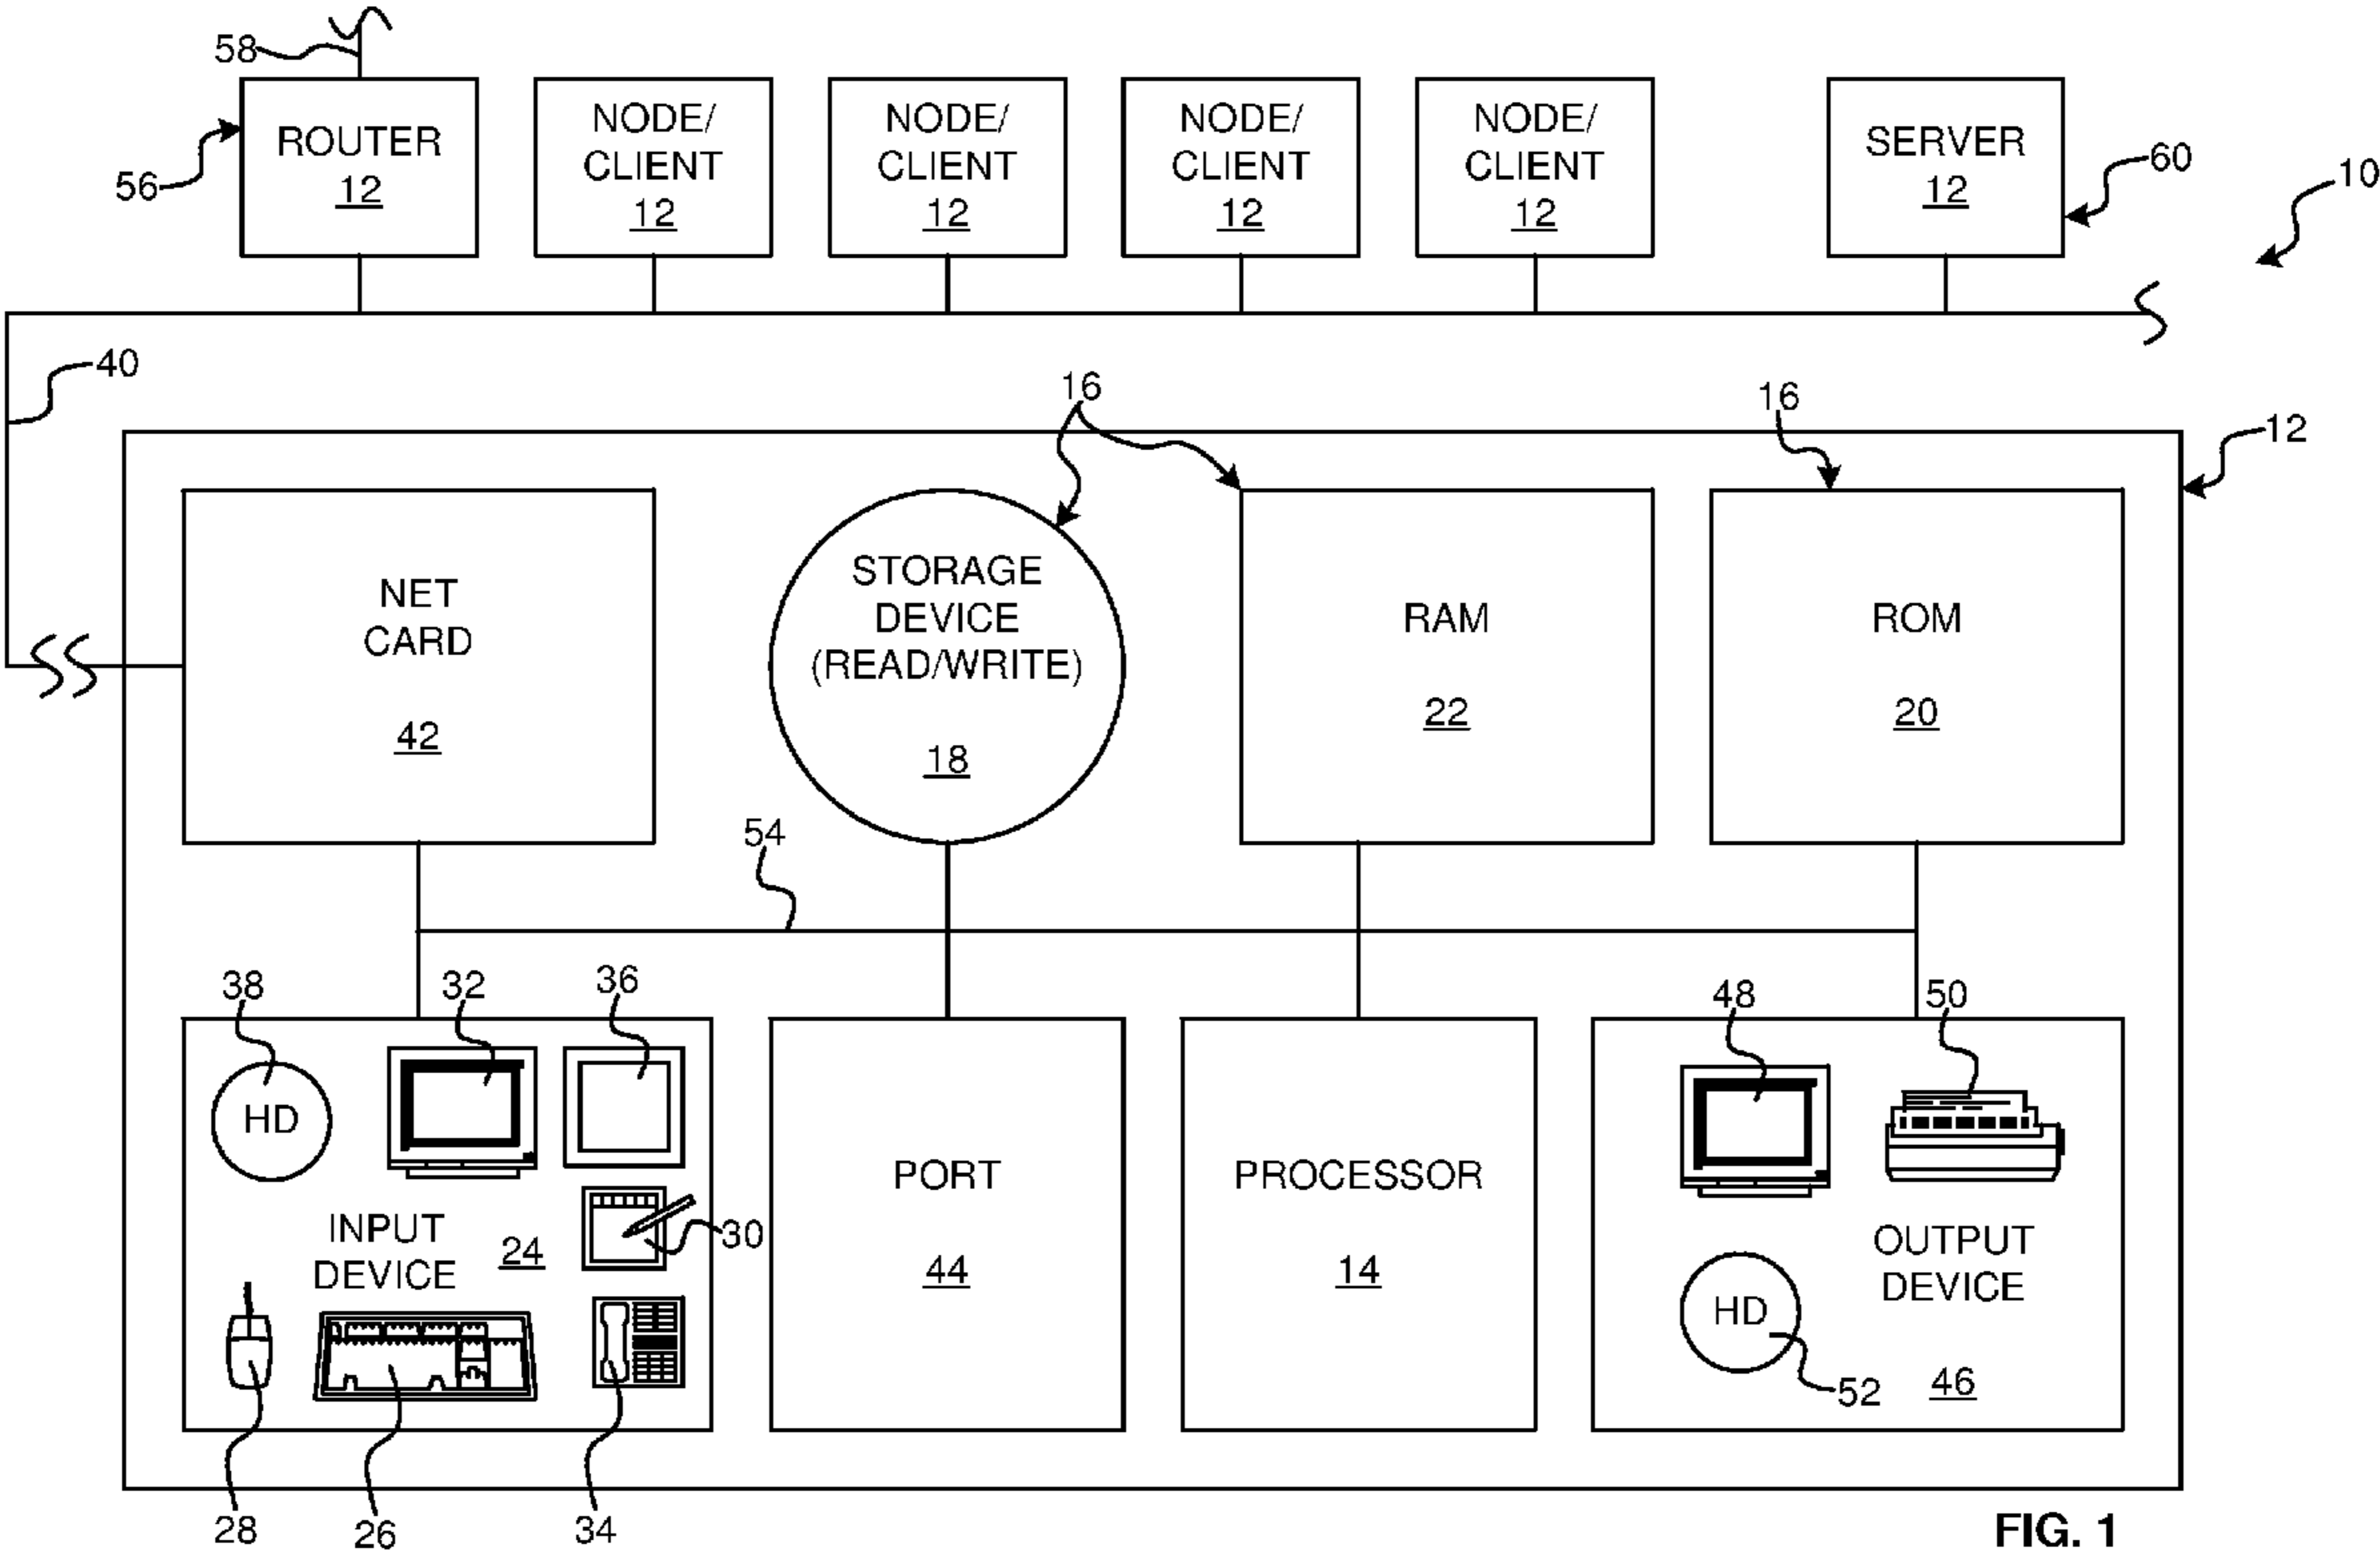 58
56
ROUTER
12
NODE/
CLIENT
12
NODE/
CLIENT
12
NODE/
CLIENT
12
NODE/
CLIENT
12
SERVER
12
60
10
40
16
16
12
NET
CARD
42
STORAGE
DEVICE
(READ/WRITE)
18
RAM
22
ROM
20
54
38
32
36
HD
INPUT
DEVICE
24
30
28
26
34
PORT
44
PROCESSOR
14
48
50
OUTPUT
DEVICE
HD
52
46
FIG. 1